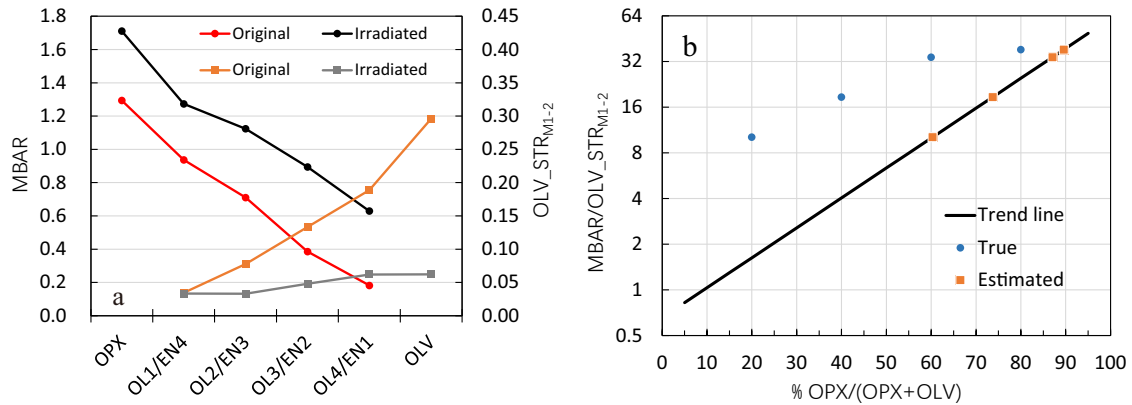 1.8
1.6
1.4
1.2
1.0
0.8
0.6
0.4
0.2
0.0
MBAR
Original
Irradiated
Original
Irradiated
a
0.45
0.40
0.35
0.30
0.25
0.20
0.15
0.10
0.05
0.00
OLV_STR_M1-2
OPX
OL1/EN4
OL2/EN3
OL3/EN2
OL4/EN1
OLV
MBAR/OLV_STR_M1-2
64
32
16
8
4
2
1
0.5
b
Trend line
True
Estimated
0 10 20 30 40 50 60 70 80 90 100
% OPX/(OPX+OLV)